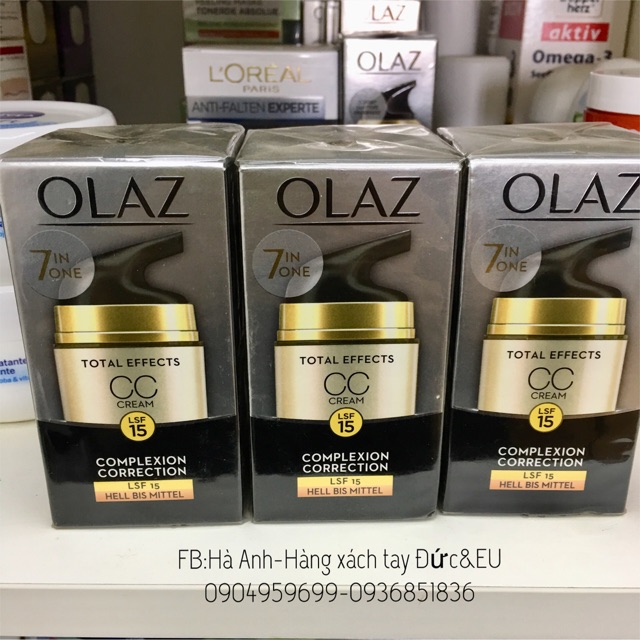 LAZ
herz
aktiv
Omega-3
TONEIDE ABSOLUE
L'ORÉAL
PARIS
ANTI-FALTEN EXPERTE
OLAZ
OLAZ
7 IN
ONE
TOTAL EFFECTS
CC
CREAM
LSF
15
COMPLEXION
CORRECTION
LSF 15
HELL BIS MITTEL
OLAZ
7 IN
ONE
TOTAL EFFECTS
CC
CREAM
LSF
15
COMPLEXION
CORRECTION
LSF 15
HELL BIS MITTEL
OLAZ
7 IN
ONE
TOTAL EFFECTS
CC
CREAM
LSF
15
COMPLEXION
CORRECTION
LSF 15
HELL BIS MITTEL
FB:Hà Anh-Hàng xách tay Đức&EU
0904959699-0936851836